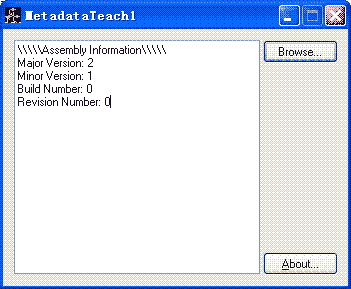 MetadataTeach1
\\\\\Assembly Information\\\\\
Major Version: 2
Minor Version: 1
Build Number: 0
Revision Number: 0
Browse...
About...